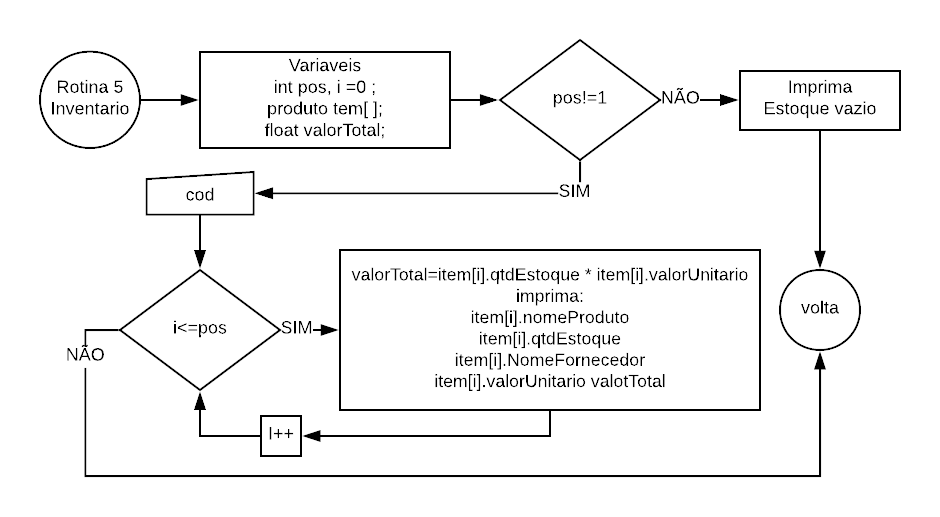 Rotina 5
Inventario
Variaveis
int pos, i =0 ;
produto tem[ ];
float valorTotal;
pos!=1
NÃO
Imprima
Estoque vazio
SIM
cod
i<=pos
SIM
NÃO
valorTotal=item[i].qtdEstoque * item[i].valorUnitario
imprima:
item[i].nomeProduto
item[i].qtdEstoque
item[i].NomeFornecedor
item[i].valorUnitario valotTotal
volta
I++